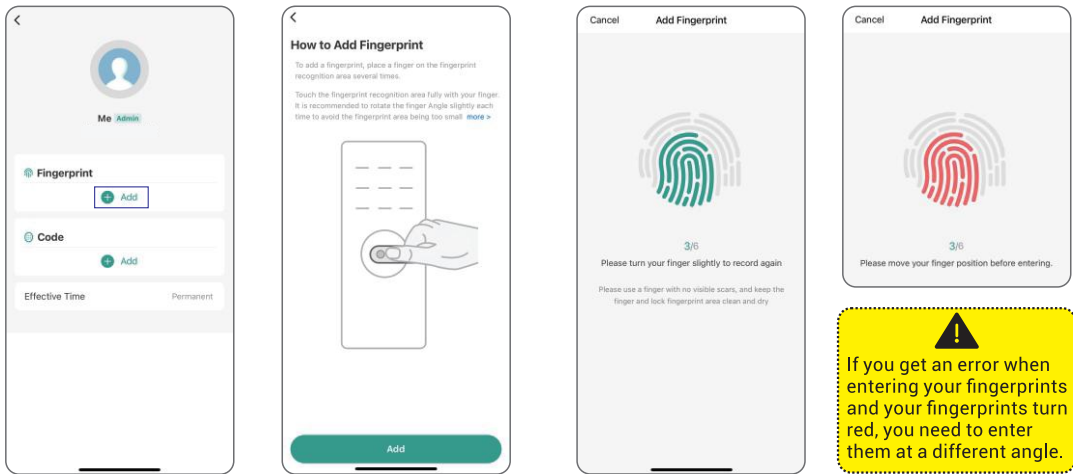 Me Admin
Fingerprint
Add
Code
Add
Effective Time Permanent
How to Add Fingerprint
To add a fingerprint, place a finger on the fingerprint
recognition area several times.
Touch the fingerprint recognition area fully with your finger.
It is recommended to rotate the finger Angle slightly each
time to avoid the fingerprint area being too small more >
Add
Cancel Add Fingerprint
3/6
Please turn your finger slightly to record again
Please use a finger with no visible scars, and keep the
finger and lock fingerprint area clean and dry
Cancel Add Fingerprint
3/6
Please move your finger position before entering.
If you get an error when
entering your fingerprints
and your fingerprints turn
red, you need to enter
them at a different angle.